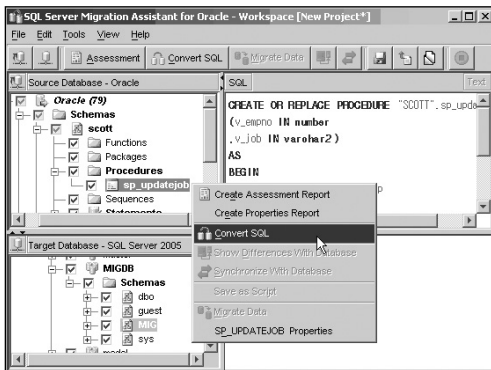 SQL Server Migration Assistant for Oracle - Workspace [New Project*]
File Edit Tools View Help
Assessment Convert SQL Migrate Data
Source Database - Oracle
Oracle (79)
Schemas
scott
Functions
Packages
Procedures
sp_updatejob
Sequences
Statements
SQL Text
CREATE OR REPLACE PROCEDURE "SCOTT".sp_upda
(v_empno IN number
,v_job IN varchar2)
AS
BEGIN
Create Assessment Report
Create Properties Report
Convert SQL
Show Differences With Database
Synchronize With Database
Save as Script
Migrate Data
SP_UPDATEJOB Properties
Target Database - SQL Server 2005
MIGDB
Schemas
dbo
guest
MIG
sys